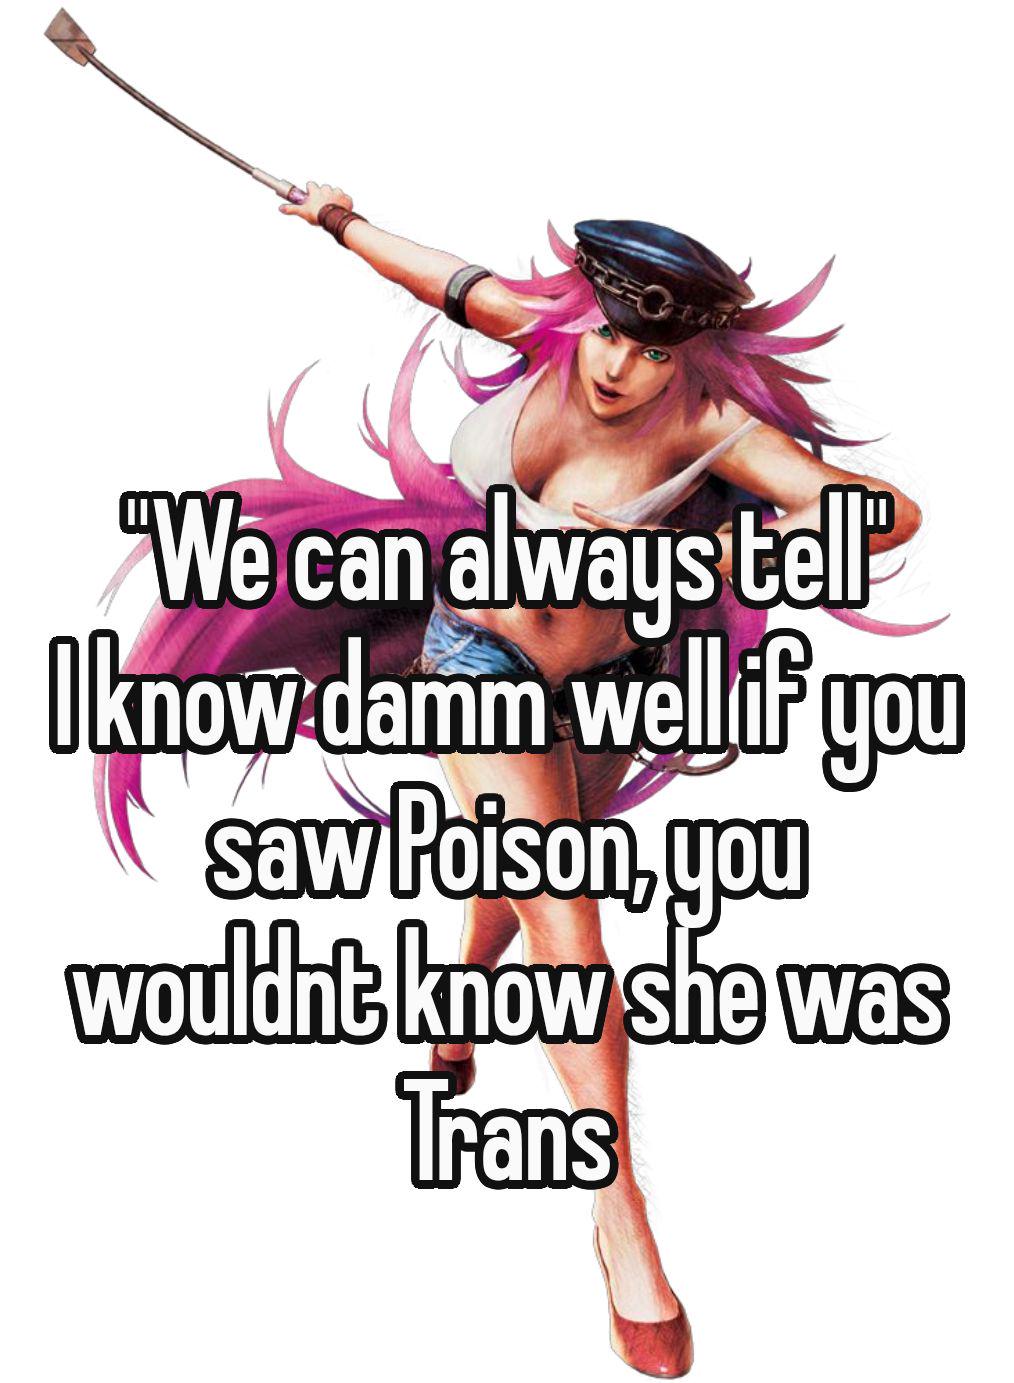 "We can always tell"
I know damm well if you
saw Poison, you
wouldnt know she was
Trans